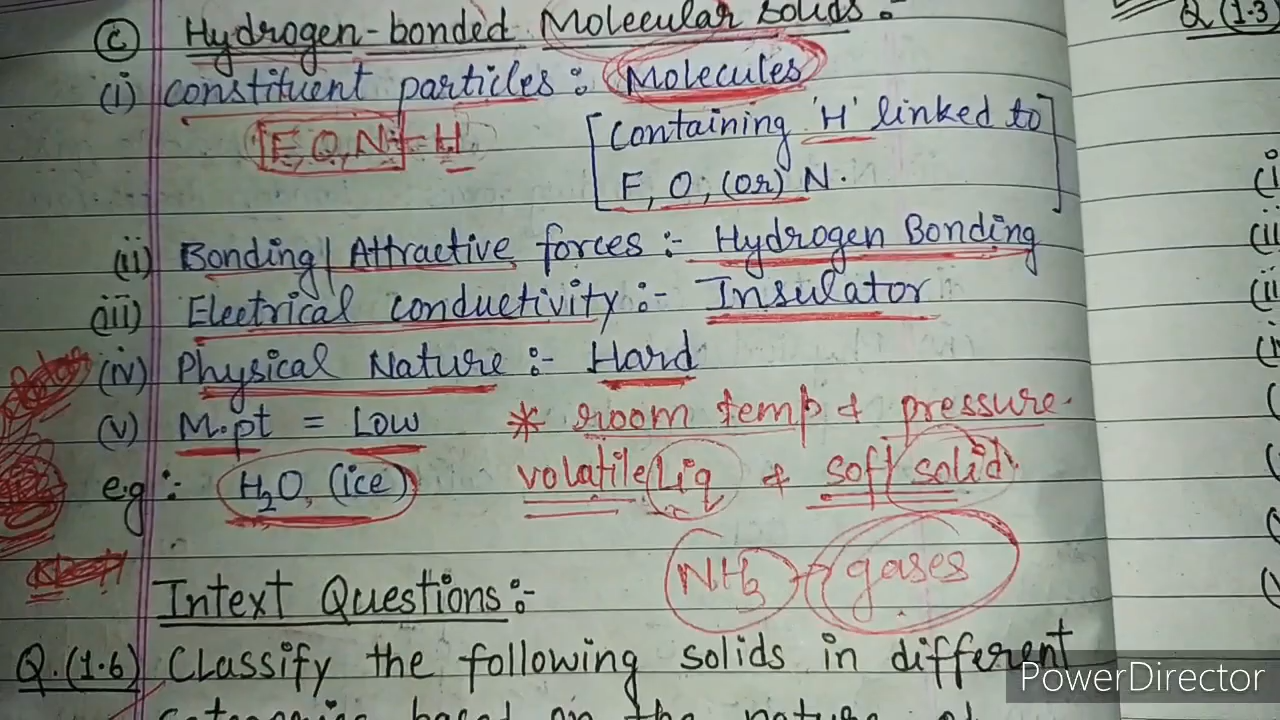 Q (1.3)
(c) Hydrogen-bonded Molecular Solids :-
(i) constituent particles : Molecules
F, O, N - H [Containing 'H' linked to
F, O, (or) N.]
(ii) Bonding | Attractive forces :- Hydrogen Bonding
(iii) Electrical conductivity :- Insulator
(iv) Physical Nature :- Hard
(v) M.pt = Low * room temp & pressure.
e.g : H₂O, (ice) volatile Liq & soft solid
NH₃ gases
Intext Questions :-
Q.(1.6) Classify the following solids in different
PowerDirector